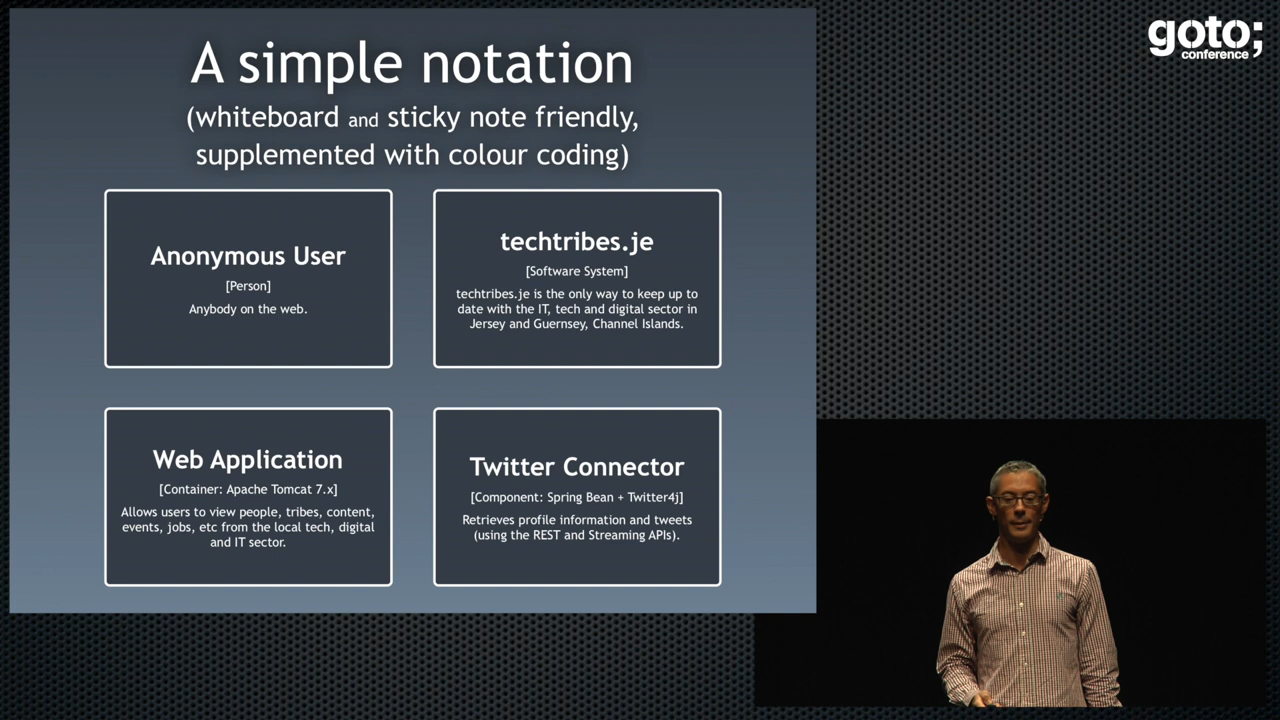 goto;
conference
A simple notation
(whiteboard and sticky note friendly,
supplemented with colour coding)
Anonymous User
[Person]
Anybody on the web.
techtribes.je
[Software System]
techtribes.je is the only way to keep up to
date with the IT, tech and digital sector in
Jersey and Guernsey, Channel Islands.
Web Application
[Container: Apache Tomcat 7.x]
Allows users to view people, tribes, content,
events, jobs, etc from the local tech, digital
and IT sector.
Twitter Connector
[Component: Spring Bean + Twitter4j]
Retrieves profile information and tweets
(using the REST and Streaming APIs).